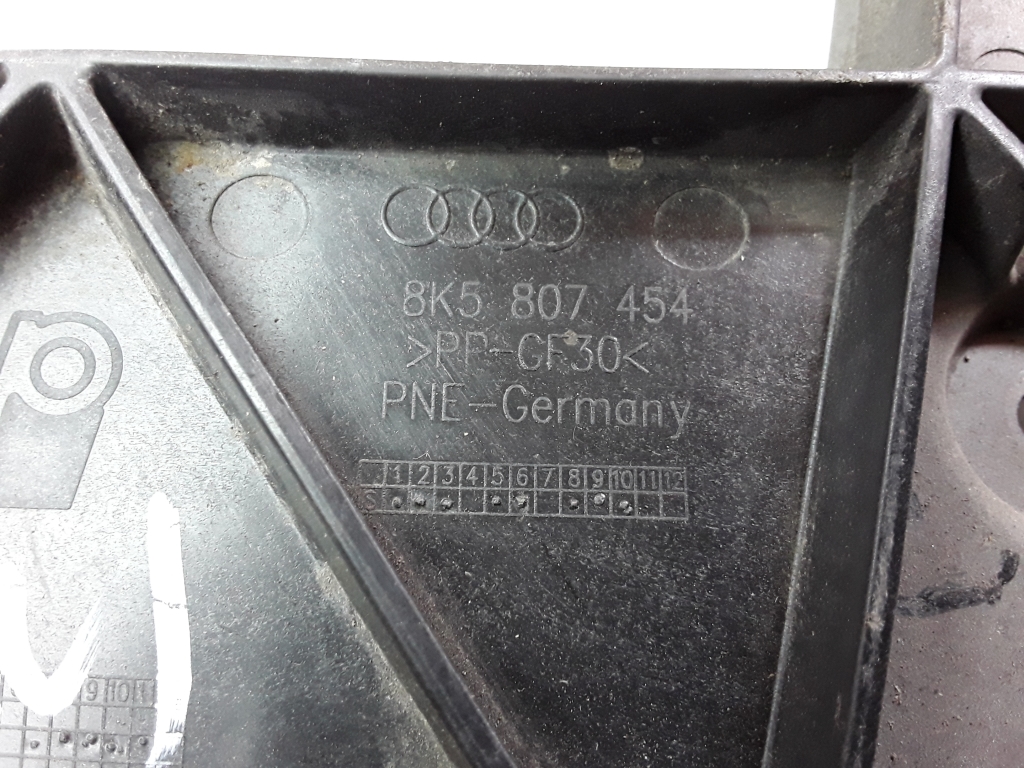 8K5 807 454
>PP-GF30<
PNE-Germany
1 2 3 4 5 6 7 8 9 10 11 12
S
9 10 11